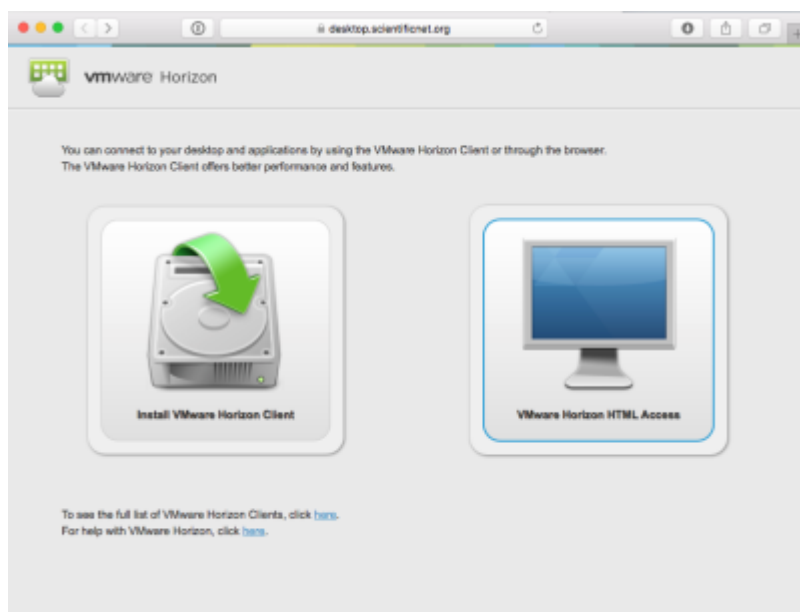 desktop.scientificnet.org
vmware Horizon
You can connect to your desktop and applications by using the VMware Horizon Client or through the browser.
The VMware Horizon Client offers better performance and features.
Install VMware Horizon Client
VMware Horizon HTML Access
To see the full list of VMware Horizon Clients, click here.
For help with VMware Horizon, click here.